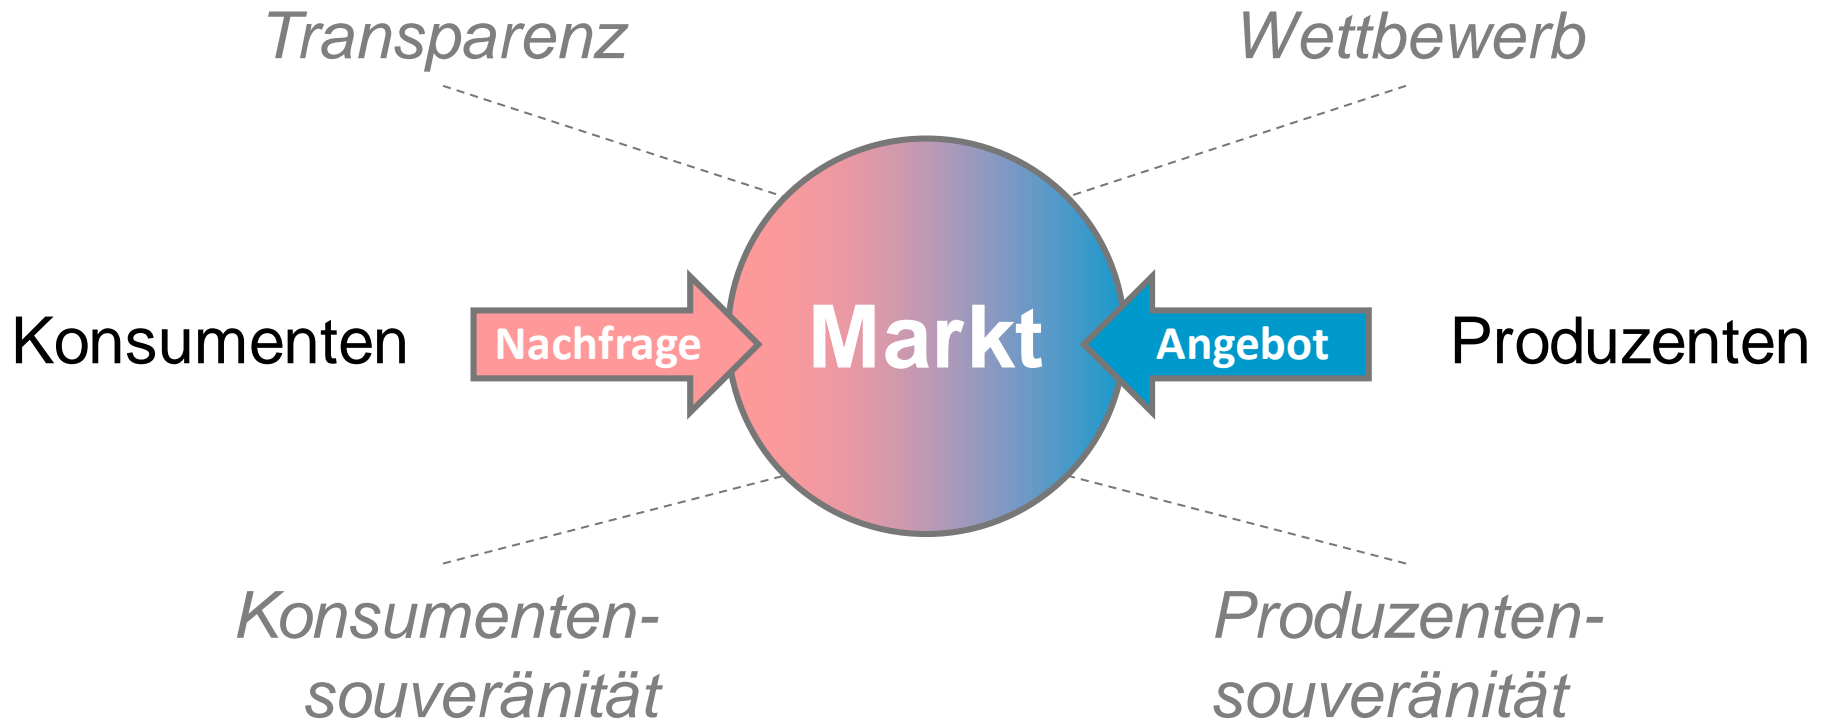 Transparenz
Wettbewerb
Konsumenten
Nachfrage
Markt
Angebot
Produzenten
Konsumenten-
souveränität
Produzenten-
souveränität